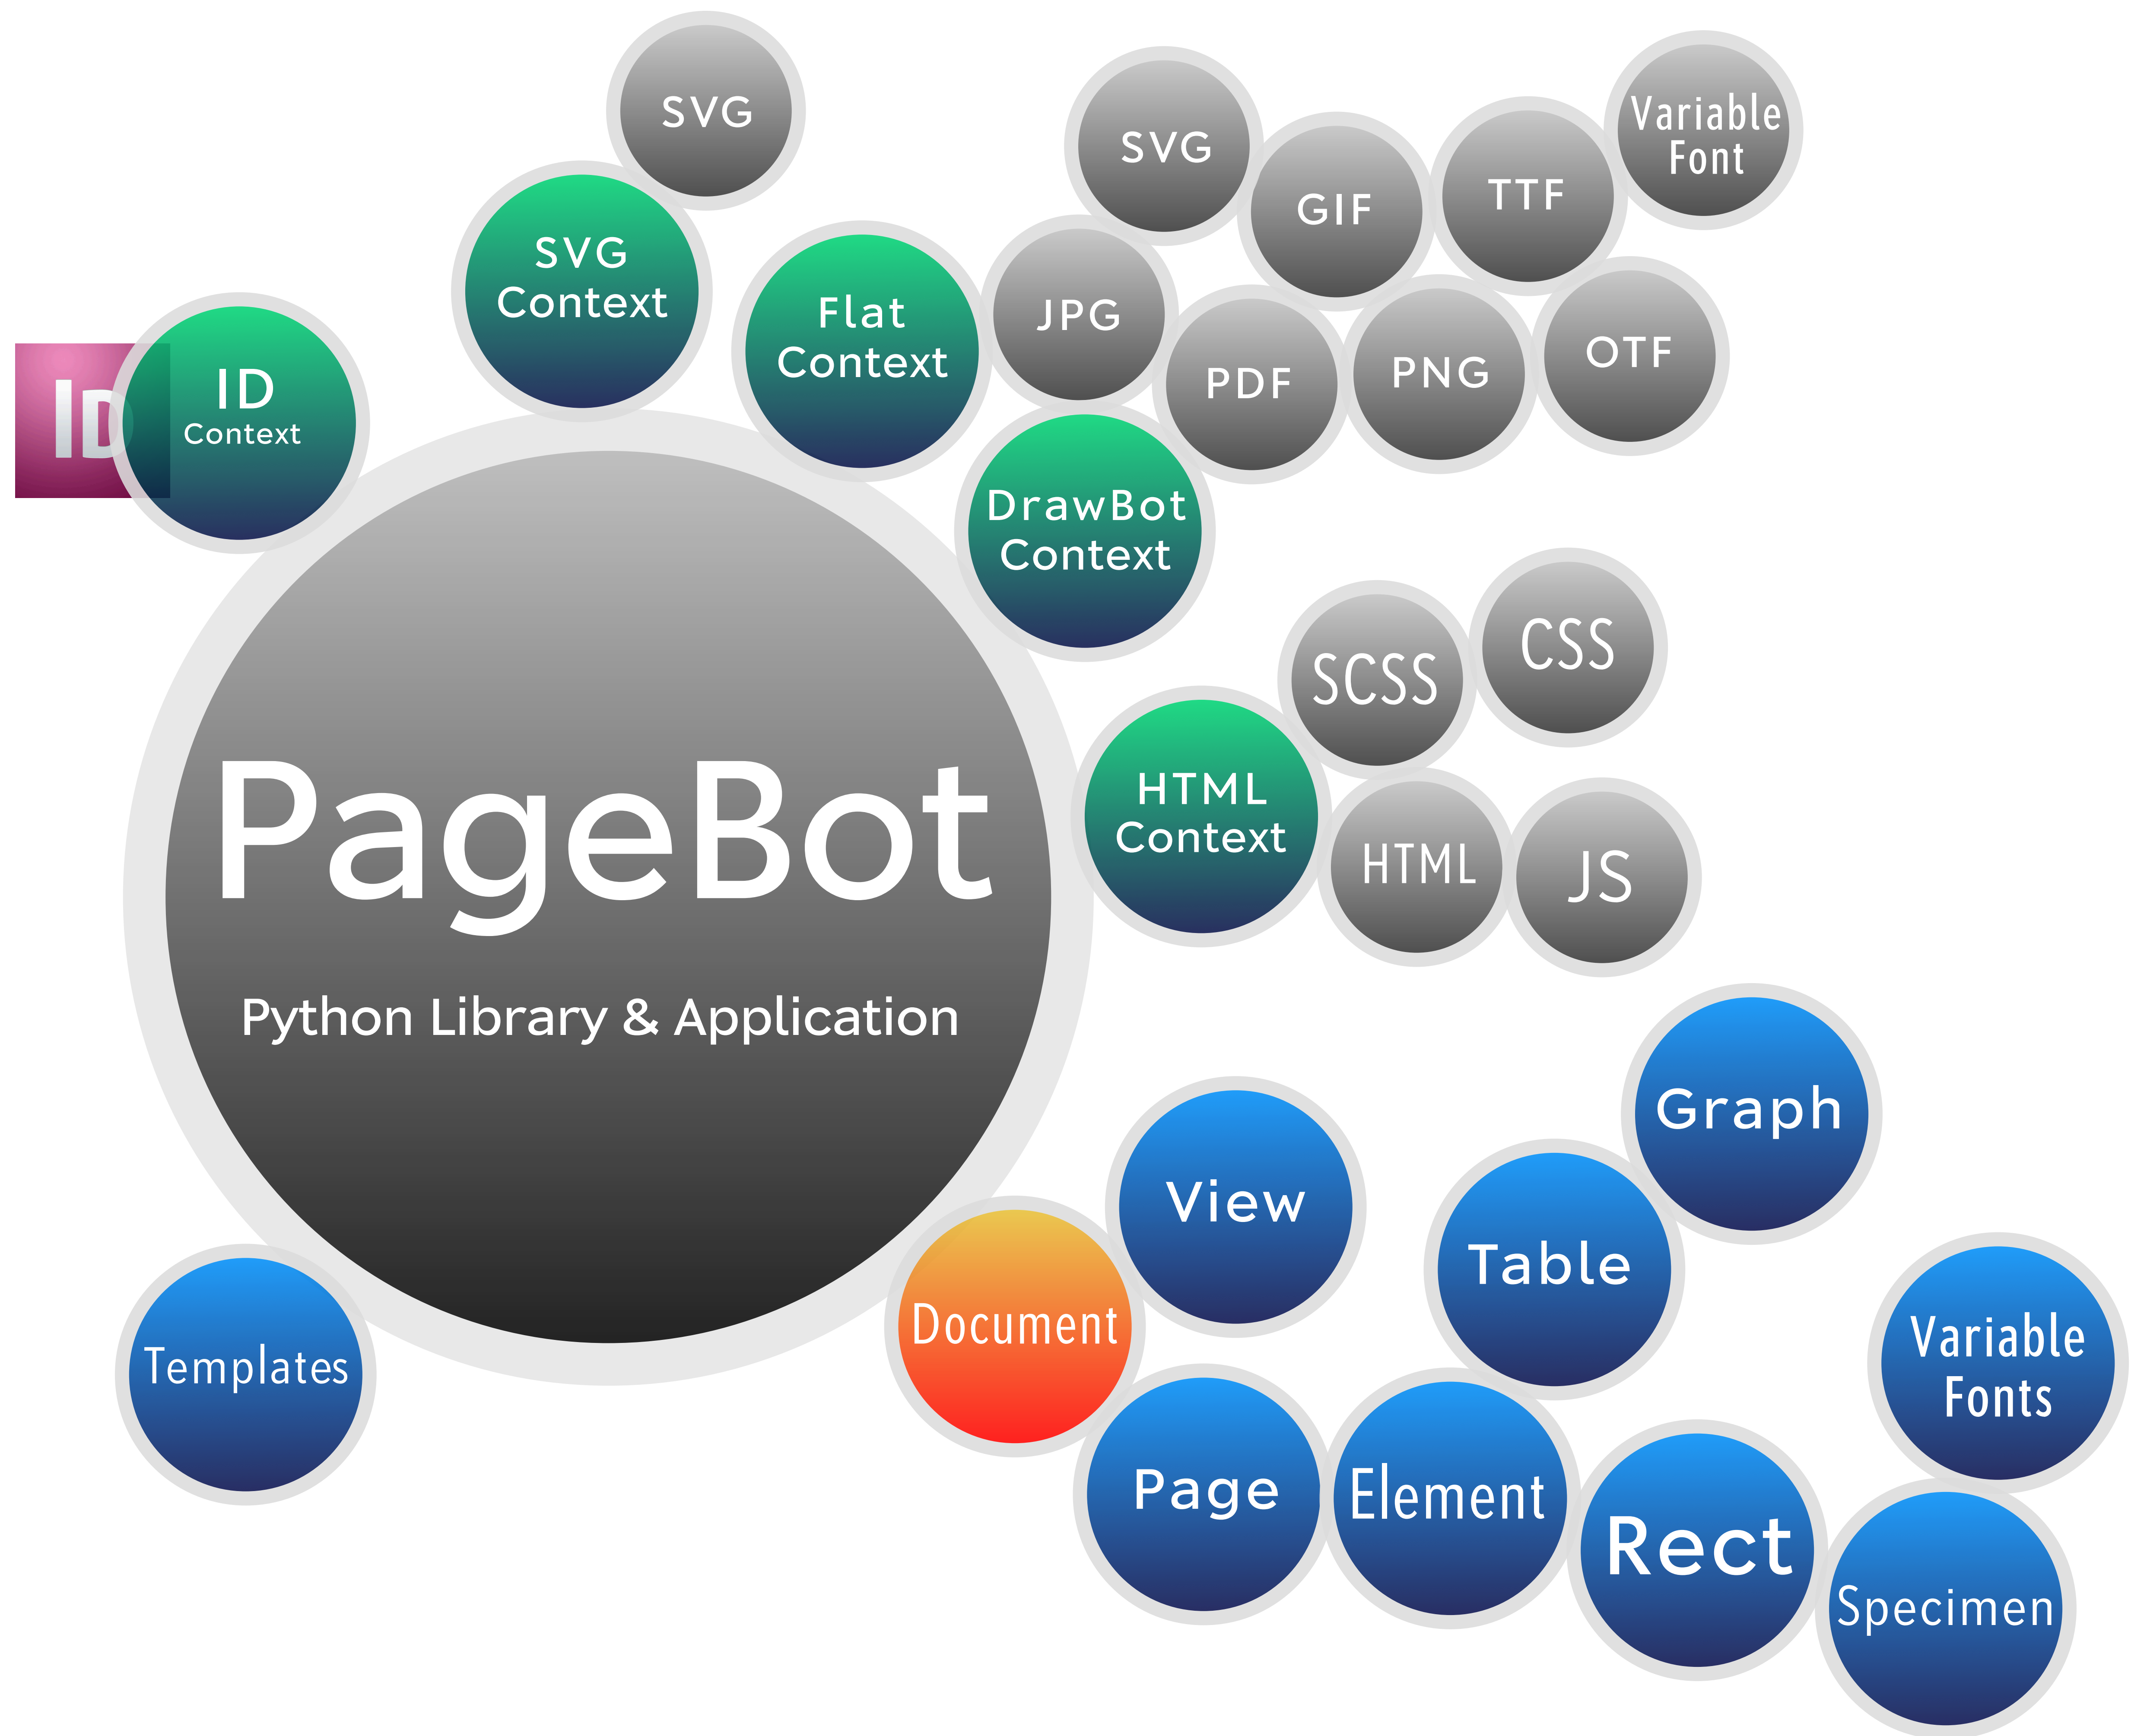 SVG
SVG
Context
ID
ID
Context
Flat
Context
SVG
GIF
TTF
Variable
Font
JPG
PDF
PNG
OTF
DrawBot
Context
SCSS
CSS
HTML
Context
HTML
JS
PageBot
Python Library & Application
Graph
View
Table
Document
Templates
Variable
Fonts
Page
Element
Rect
Specimen